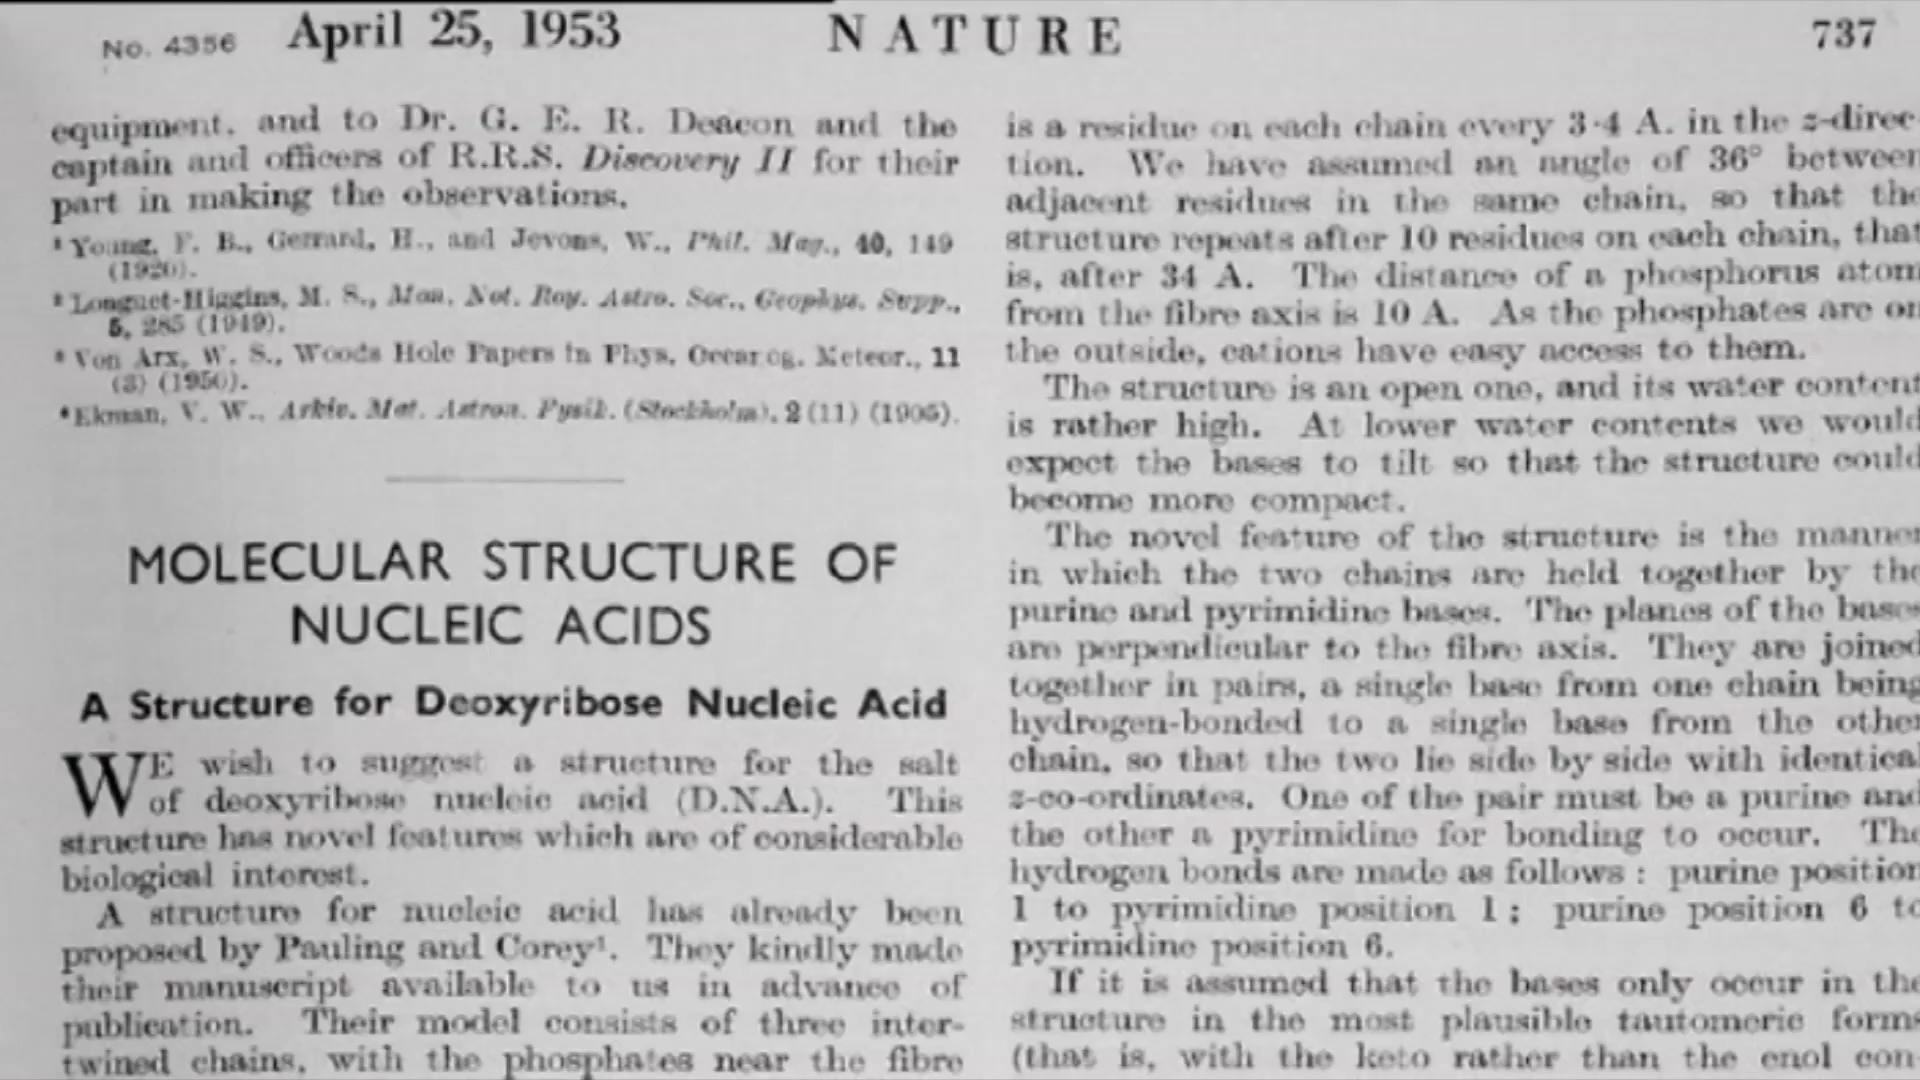 No. 4356 April 25, 1953 NATURE 737
equipment, and to Dr. G. E. R. Deacon and the
captain and officers of R.R.S. Discovery II for their
part in making the observations.
¹ Young, F. B., Gerrard, H., and Jevons, W., Phil. Mag., 40, 149
(1920).
² Longuet-Higgins, M. S., Mon. Not. Roy. Astro. Soc., Geophys. Supp.,
5, 285 (1949).
³ Von Arx, W. S., Woods Hole Papers in Phys. Ocearog. Meteor., 11
(3) (1950).
⁴ Ekman, V. W., Arkiv. Mat. Astron. Fysik. (Stockholm), 2 (11) (1905).
MOLECULAR STRUCTURE OF
NUCLEIC ACIDS
A Structure for Deoxyribose Nucleic Acid
WE wish to suggest a structure for the salt
of deoxyribose nucleic acid (D.N.A.). This
structure has novel features which are of considerable
biological interest.
A structure for nucleic acid has already been
proposed by Pauling and Corey¹. They kindly made
their manuscript available to us in advance of
publication. Their model consists of three inter-
twined chains, with the phosphates near the fibre
is a residue on each chain every 3·4 A. in the z-direc-
tion. We have assumed an angle of 36° between
adjacent residues in the same chain, so that the
structure repeats after 10 residues on each chain, that
is, after 34 A. The distance of a phosphorus atom
from the fibre axis is 10 A. As the phosphates are on
the outside, cations have easy access to them.
The structure is an open one, and its water content
is rather high. At lower water contents we would
expect the bases to tilt so that the structure could
become more compact.
The novel feature of the structure is the manner
in which the two chains are held together by the
purine and pyrimidine bases. The planes of the bases
are perpendicular to the fibre axis. They are joined
together in pairs, a single base from one chain being
hydrogen-bonded to a single base from the other
chain, so that the two lie side by side with identical
z-co-ordinates. One of the pair must be a purine and
the other a pyrimidine for bonding to occur. The
hydrogen bonds are made as follows : purine position
1 to pyrimidine position 1 ; purine position 6 to
pyrimidine position 6.
If it is assumed that the bases only occur in the
structure in the most plausible tautomeric forms
(that is, with the keto rather than the enol con-